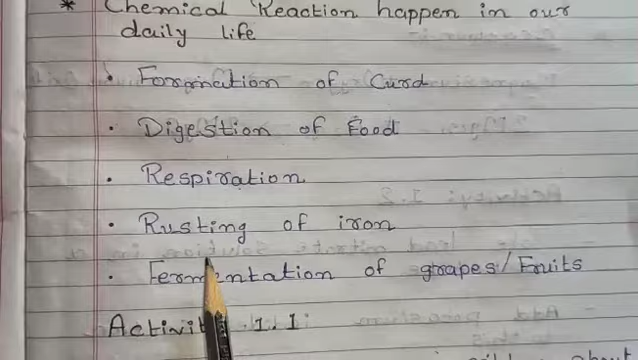 * Chemical Reaction happen in our
daily life
• Formation of Curd
• Digestion of Food
• Respiration
• Rusting of iron
• Fermentation of grapes/Fruits
Activit 1.1